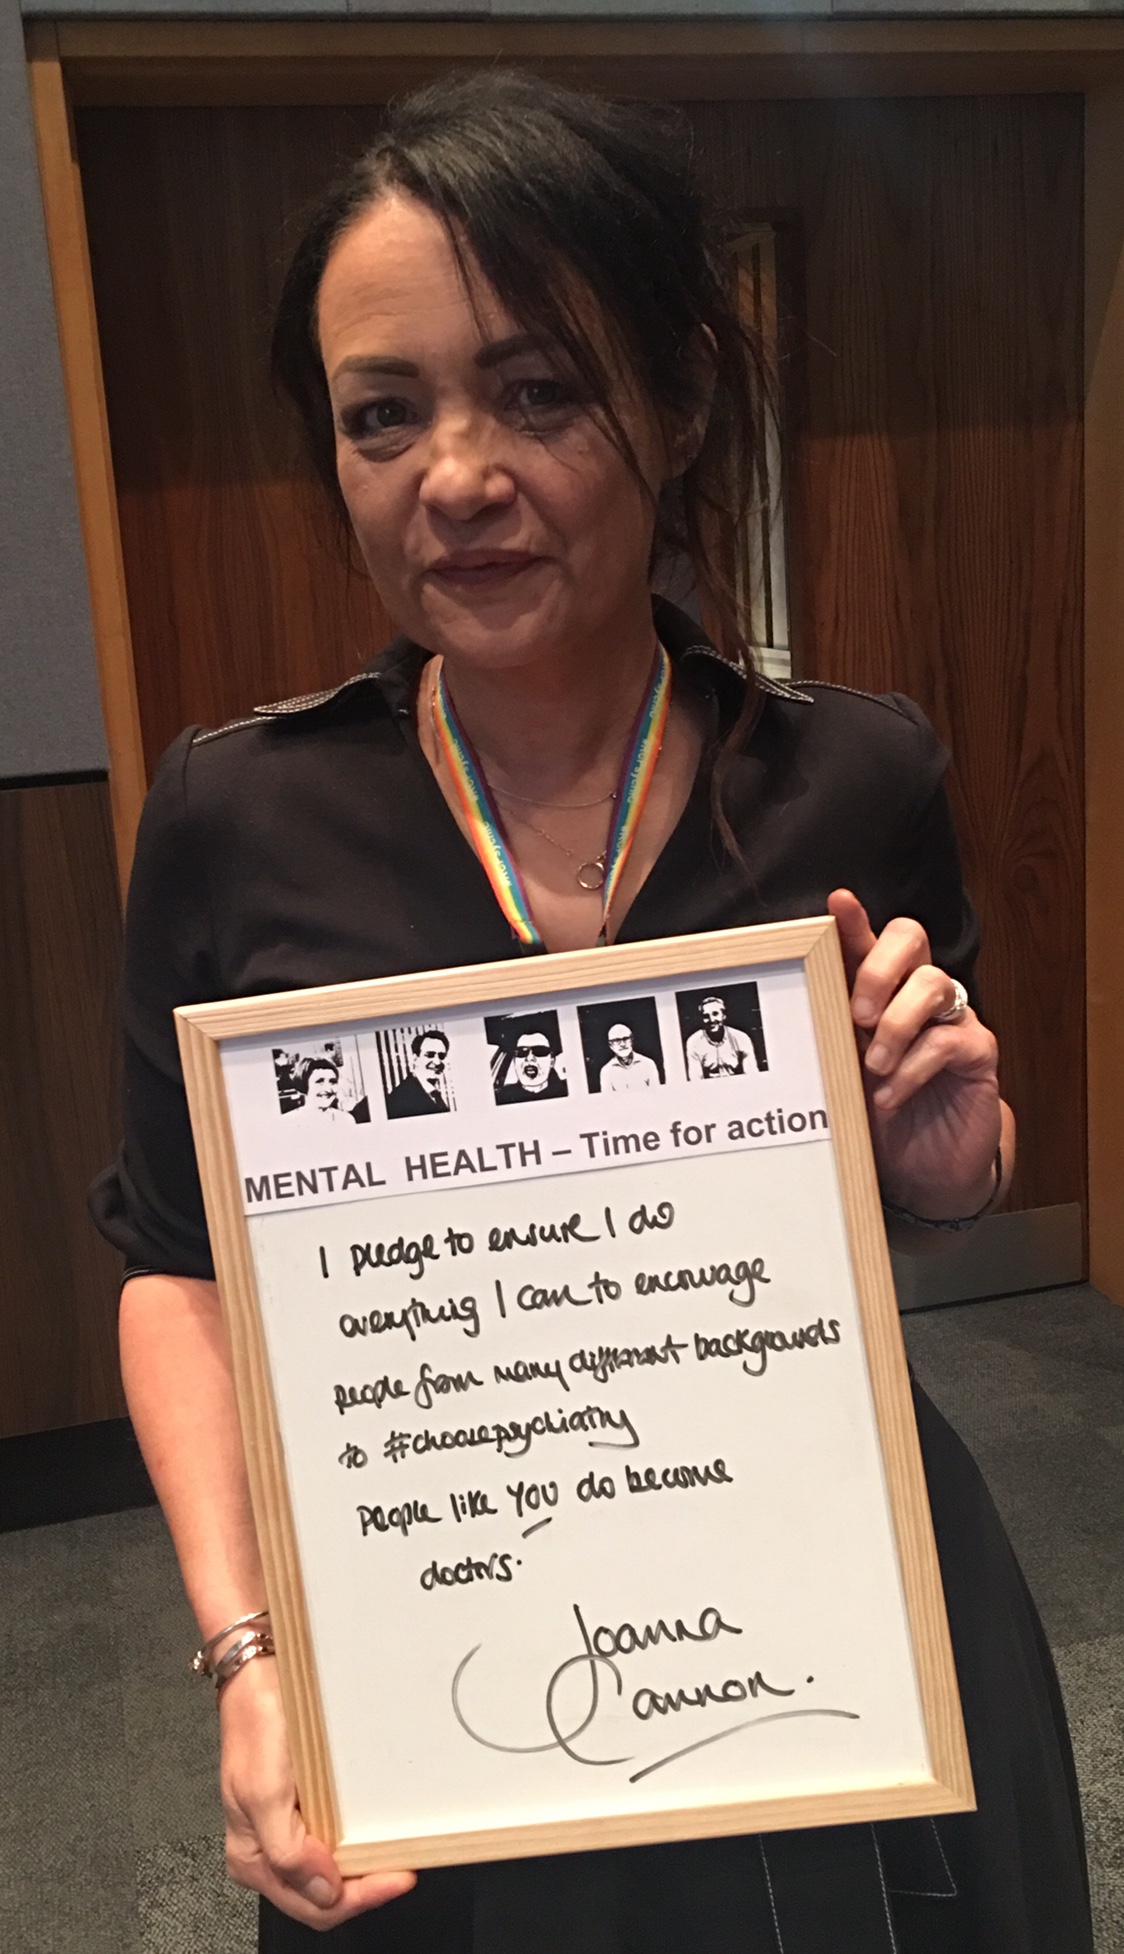 MENTAL HEALTH – Time for action
I pledge to ensure I do
everything I can to encourage
people from many different backgrounds
to #choosepsychiatry
People like YOU do become
doctors.
Joanna
Cannon.